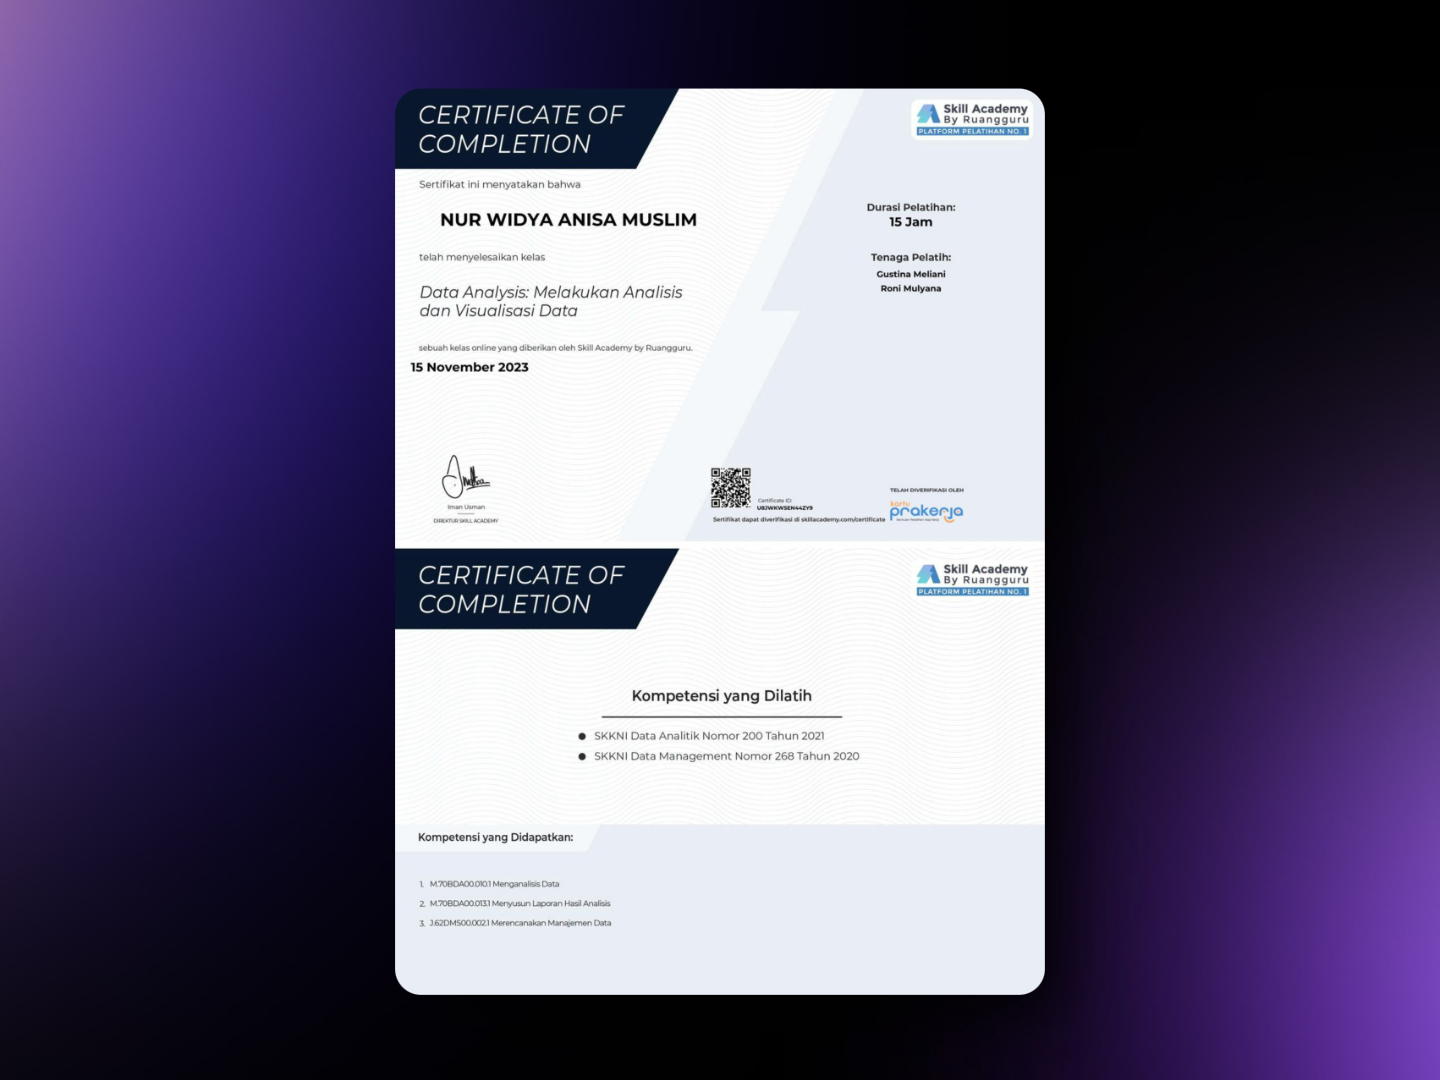 CERTIFICATE OF
COMPLETION
Skill Academy
By Ruangguru
PLATFORM PELATIHAN NO. 1
Sertifikat ini menyatakan bahwa
NUR WIDYA ANISA MUSLIM
telah menyelesaikan kelas
Data Analysis: Melakukan Analisis
dan Visualisasi Data
sebuah kelas online yang diberikan oleh Skill Academy by Ruangguru.
15 November 2023
Durasi Pelatihan:
15 Jam
Tenaga Pelatih:
Gustina Meliani
Roni Mulyana
Iman Usman
DIREKTUR SKILL ACADEMY
Certificate ID:
U8JWKWSEN44ZY9
Sertifikat dapat diverifikasi di skillacademy.com/certificate
TELAH DIVERIFIKASI OLEH
kartu
prakerja
CERTIFICATE OF
COMPLETION
Skill Academy
By Ruangguru
PLATFORM PELATIHAN NO. 1
Kompetensi yang Dilatih
● SKKNI Data Analitik Nomor 200 Tahun 2021
● SKKNI Data Management Nomor 268 Tahun 2020
Kompetensi yang Didapatkan:
1. M.70BDA00.010.1 Menganalisis Data
2. M.70BDA00.013.1 Menyusun Laporan Hasil Analisis
3. J.62DMS00.002.1 Merencanakan Manajemen Data